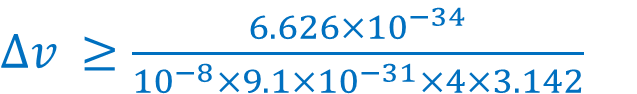 Δv ≥ 6.626×10⁻³⁴ / 10⁻⁸×9.1×10⁻³¹×4×3.142